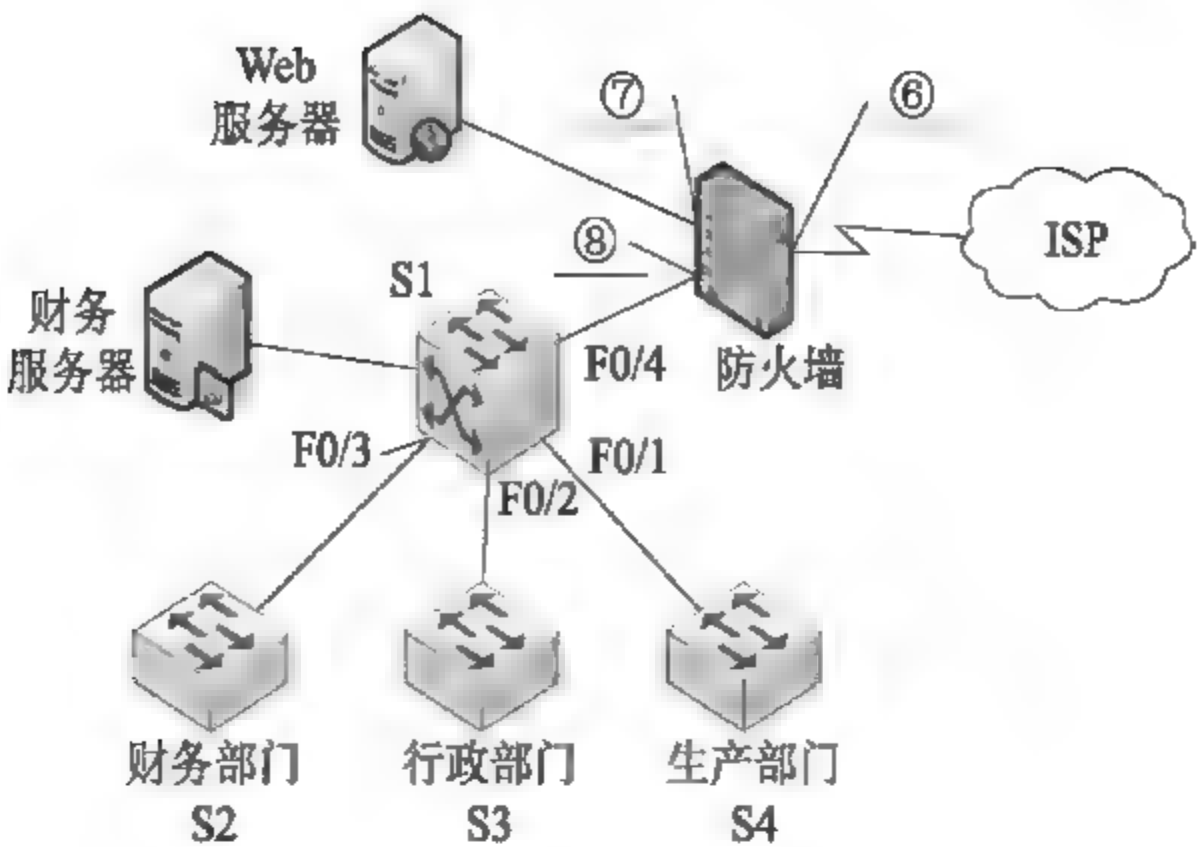 Web
服务器
⑦
⑥
⑧
ISP
S1
财务
服务器
F0/4
防火墙
F0/3
F0/1
F0/2
财务部门
行政部门
生产部门
S2
S3
S4